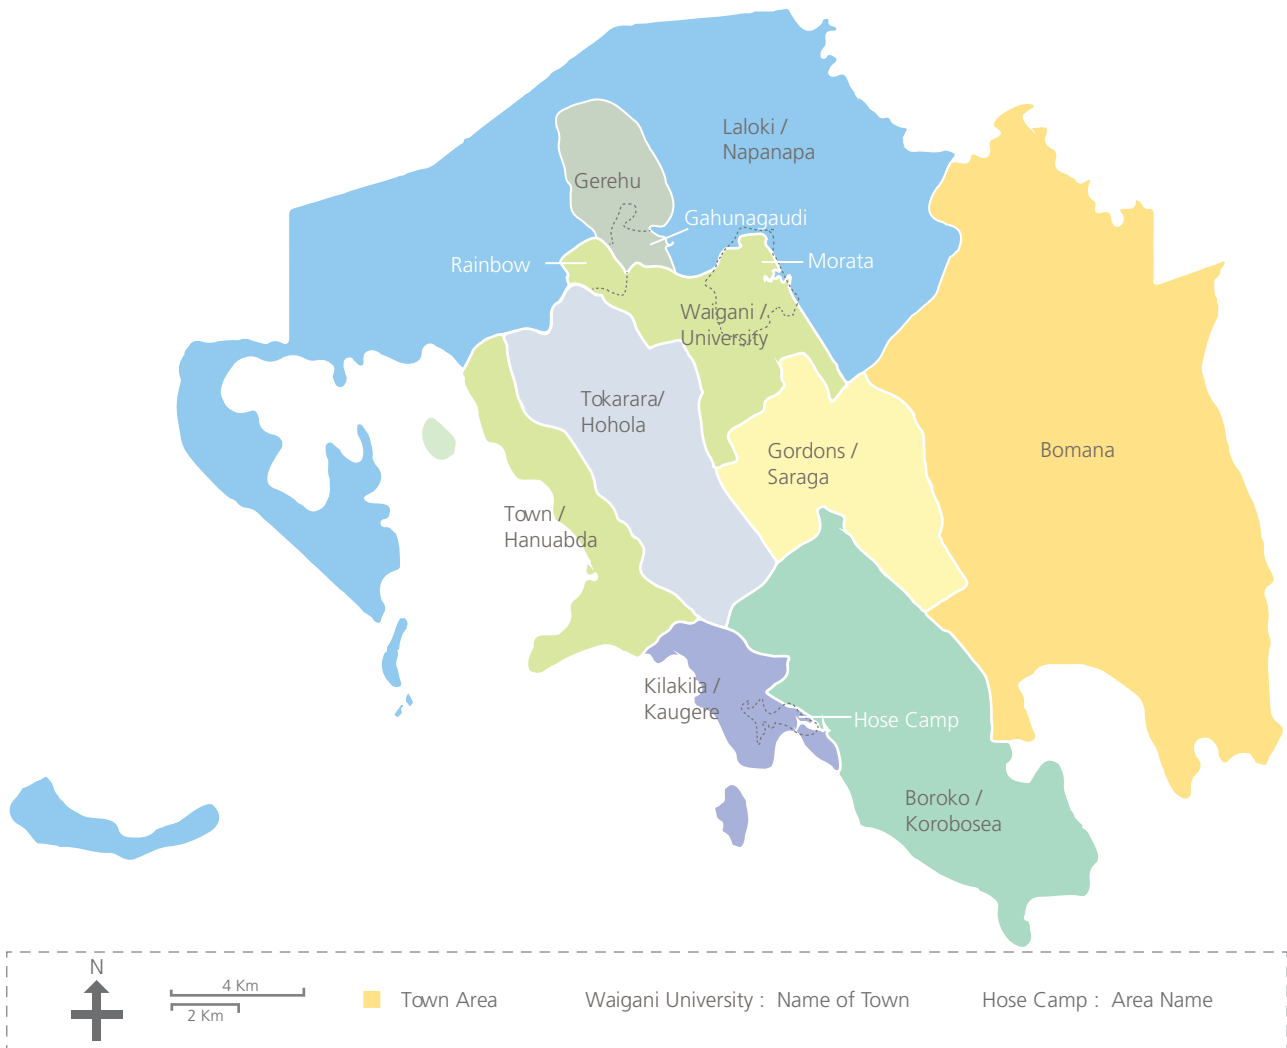 Laloki /
Napanapa
Gerehu
Gahunagaudi
Rainbow
Morata
Waigani /
University
Tokarara/
Hohola
Gordons /
Saraga
Bomana
Town /
Hanuabda
Kilakila /
Kaugere
Hose Camp
Boroko /
Korobosea
N
4 Km
2 Km
Town Area
Waigani University : Name of Town
Hose Camp : Area Name